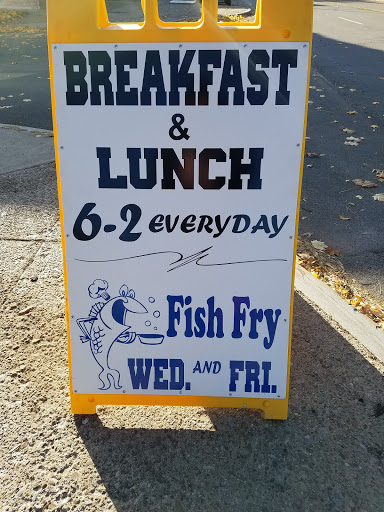 BREAKFAST
&
LUNCH
6-2 EVERYDAY
Fish Fry
WED. AND FRI.